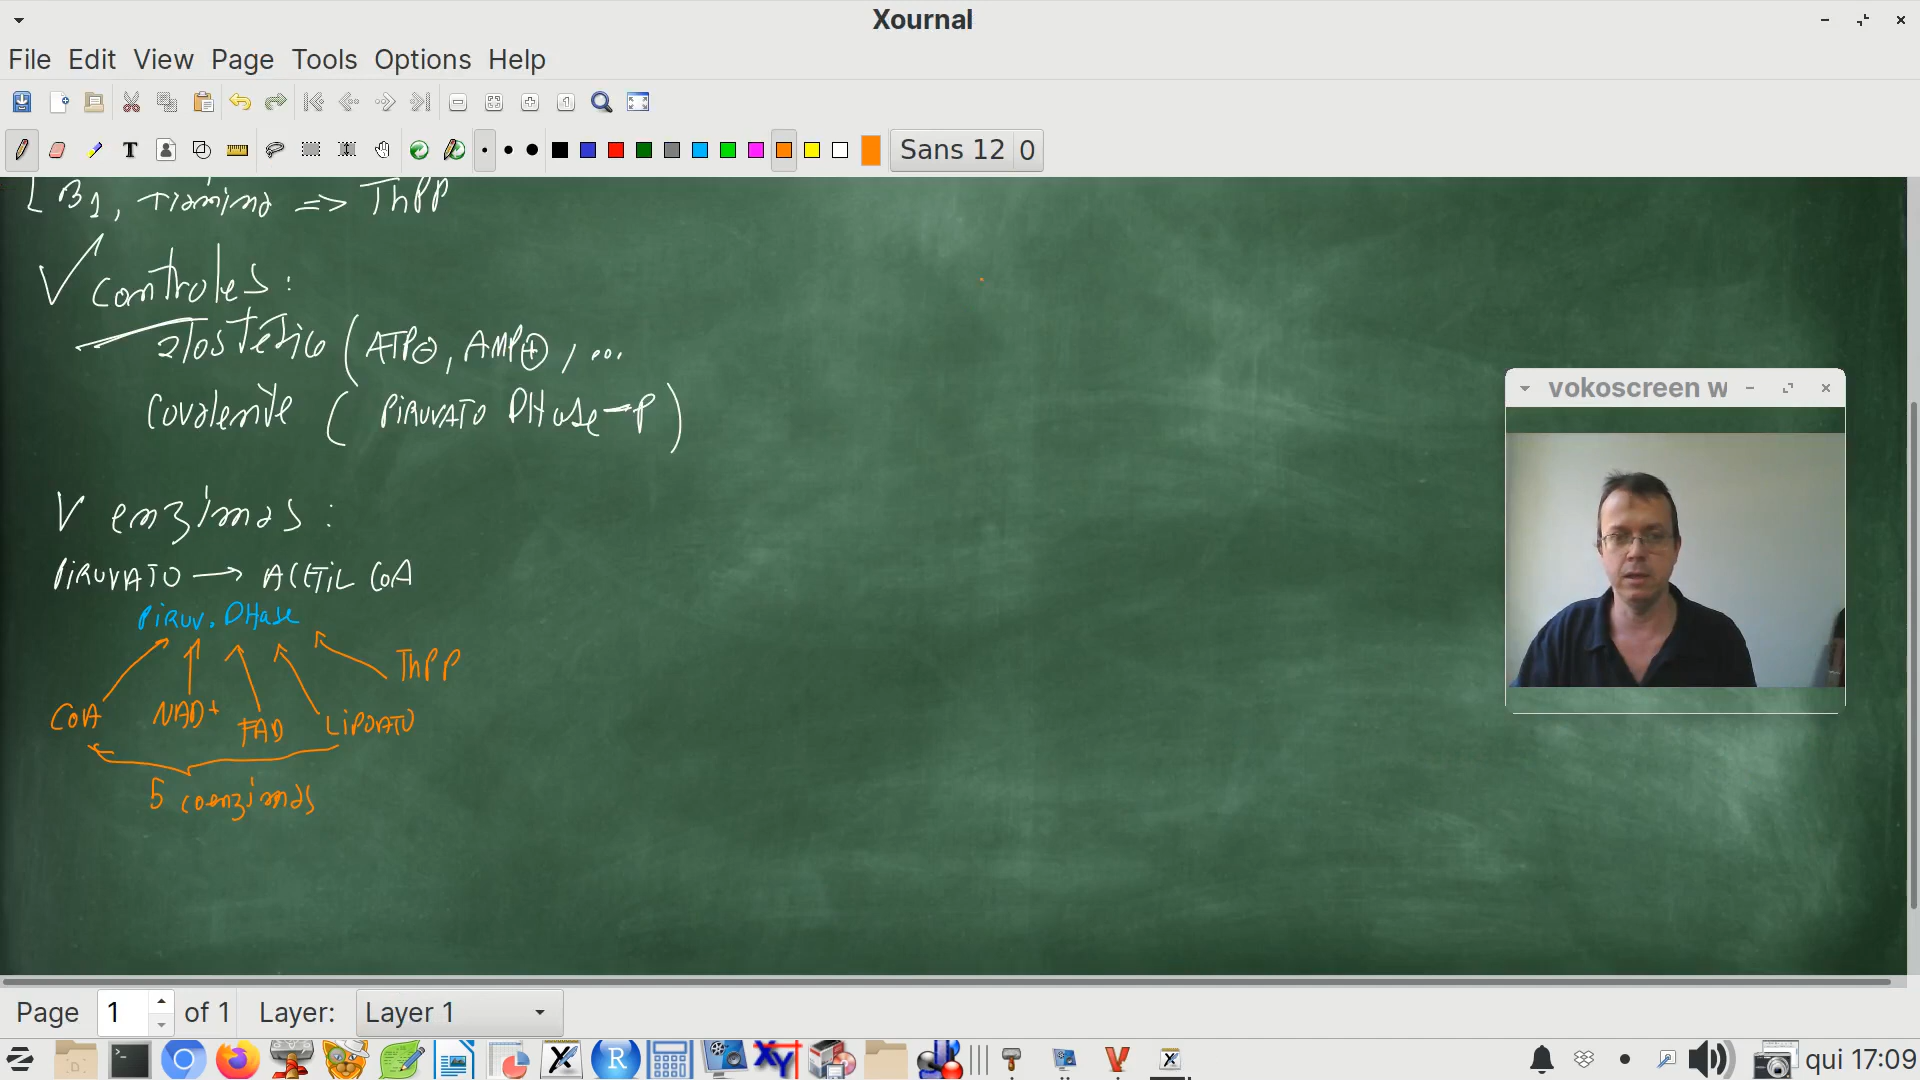 Xournal
File Edit View Page Tools Options Help
Sans 12 0
B1, Tiamina => ThPP
✓ controles:
alostérico (ATP⊖, AMP⊕, ...
covalente (PIRUVATO DHase-P)
V enzimas:
PIRUVATO → ACETIL CoA
Piruv. DHase
ThPP
CoA NAD+ FAD LIPOATO
5 coenzimas
vokoscreen w
Page 1 of 1 Layer: Layer 1
qui 17:09